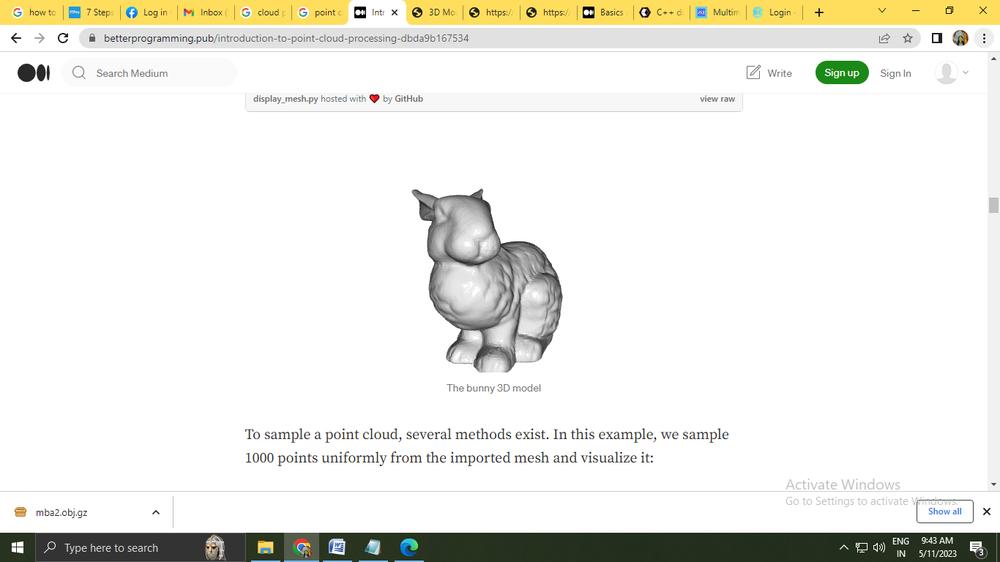 how to
ITPro 7 Steps
Log in
Inbox (
cloud p
point c
Intr
3D Mo
https:/
https:/
Basics
C++ d
Multim
Login -
betterprogramming.pub/introduction-to-point-cloud-processing-dbda9b167534
Search Medium
Write
Sign up
Sign In
display_mesh.py hosted with ❤ by GitHub
view raw
The bunny 3D model
To sample a point cloud, several methods exist. In this example, we sample
1000 points uniformly from the imported mesh and visualize it:
Activate Windows
Go to Settings to activate Windows.
mba2.obj.gz
Show all
Type here to search
ENG
IN
9:43 AM
5/11/2023
3